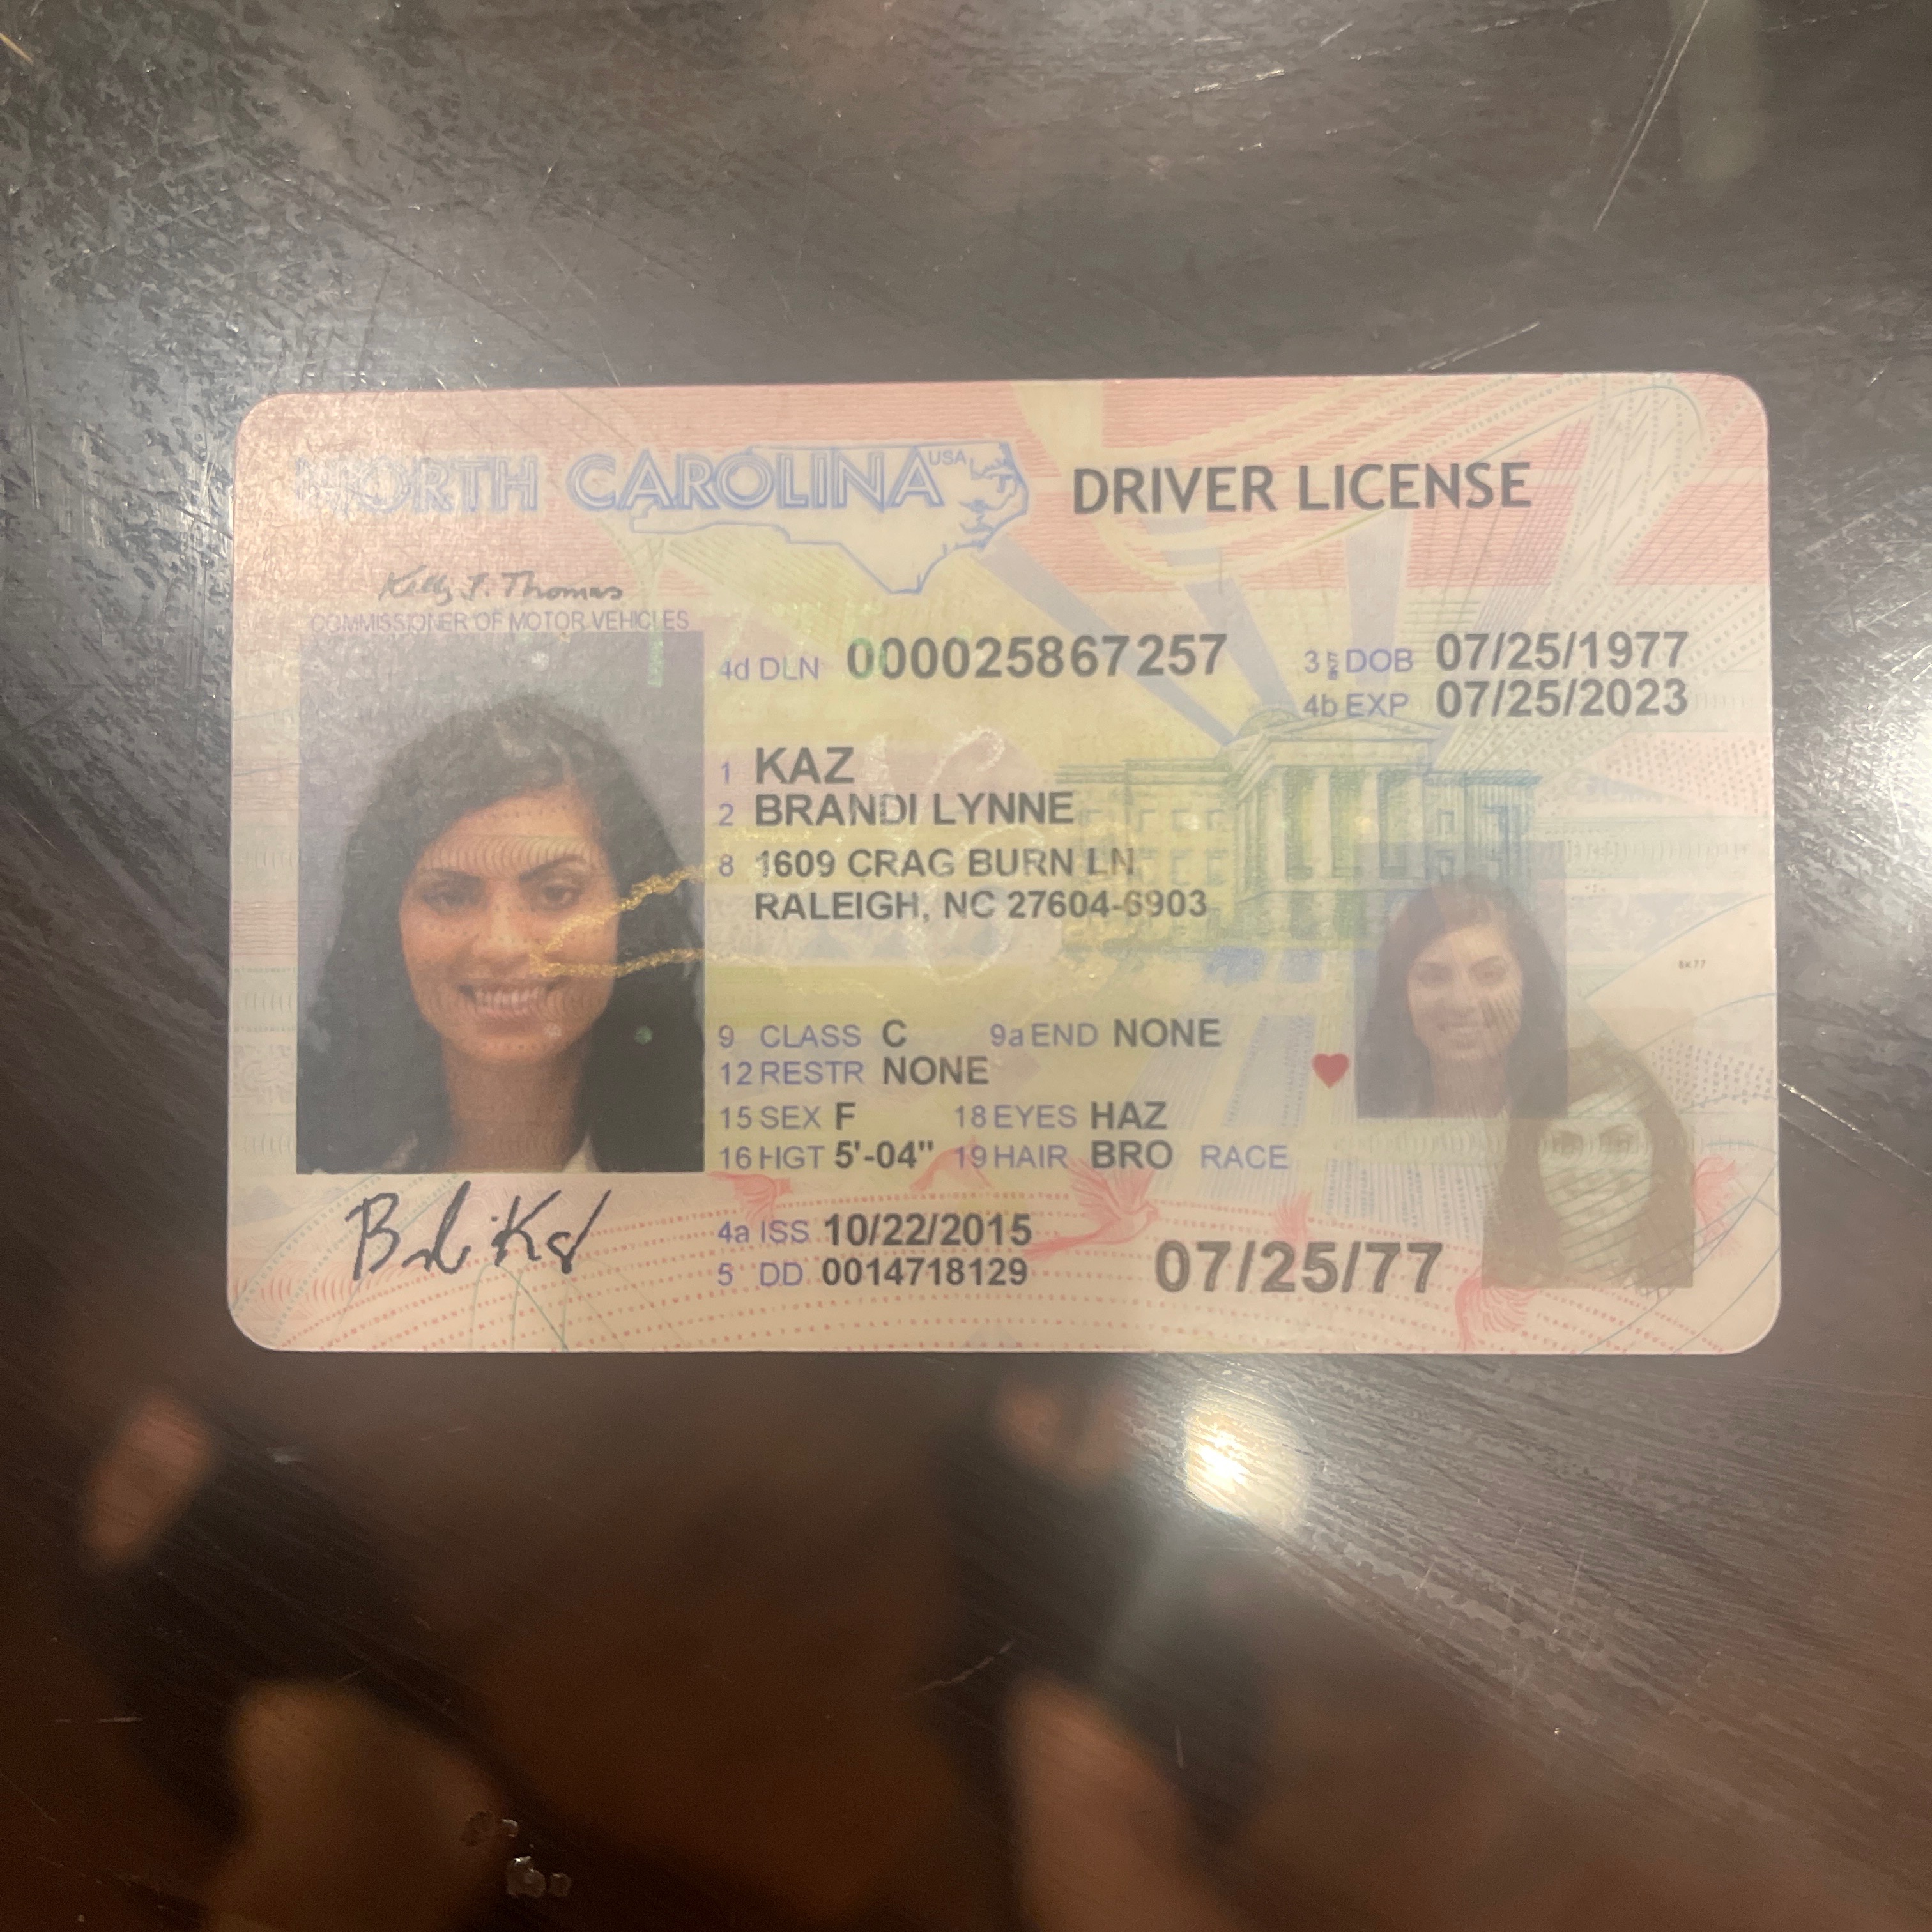 NORTH CAROLINA USA DRIVER LICENSE
Kelly J. Thomas
COMMISSIONER OF MOTOR VEHICLES
4d DLN 000025867257 3 DOB 07/25/1977
4b EXP 07/25/2023
1 KAZ
2 BRANDI LYNNE
8 1609 CRAG BURN LN
RALEIGH, NC 27604-6903
BK77
9 CLASS C 9a END NONE
12 RESTR NONE
15 SEX F 18 EYES HAZ
16 HGT 5'-04" 19 HAIR BRO RACE
4a ISS 10/22/2015
5 DD 0014718129
07/25/77